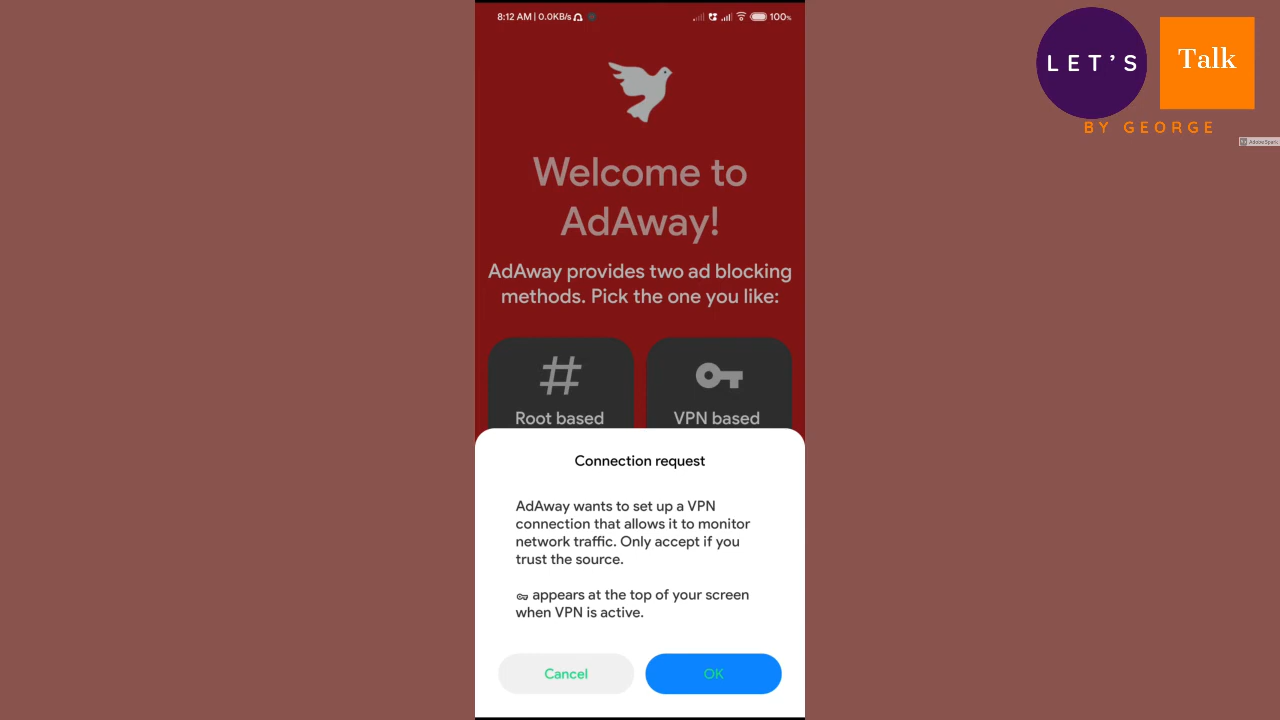 8:12 AM | 0.0KB/s
100%
LET'S
Talk
BY GEORGE
Adobe Spark
Welcome to
AdAway!
AdAway provides two ad blocking
methods. Pick the one you like:
Root based
VPN based
Connection request
AdAway wants to set up a VPN
connection that allows it to monitor
network traffic. Only accept if you
trust the source.
appears at the top of your screen
when VPN is active.
Cancel
OK